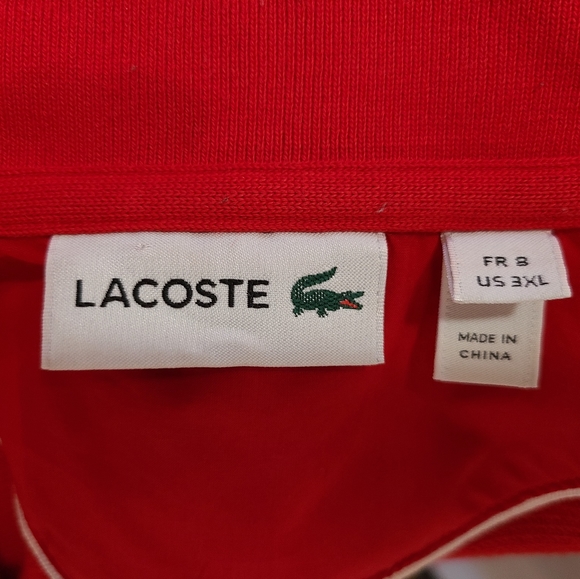 LACOSTE
FR 8
US 3XL
MADE IN
CHINA